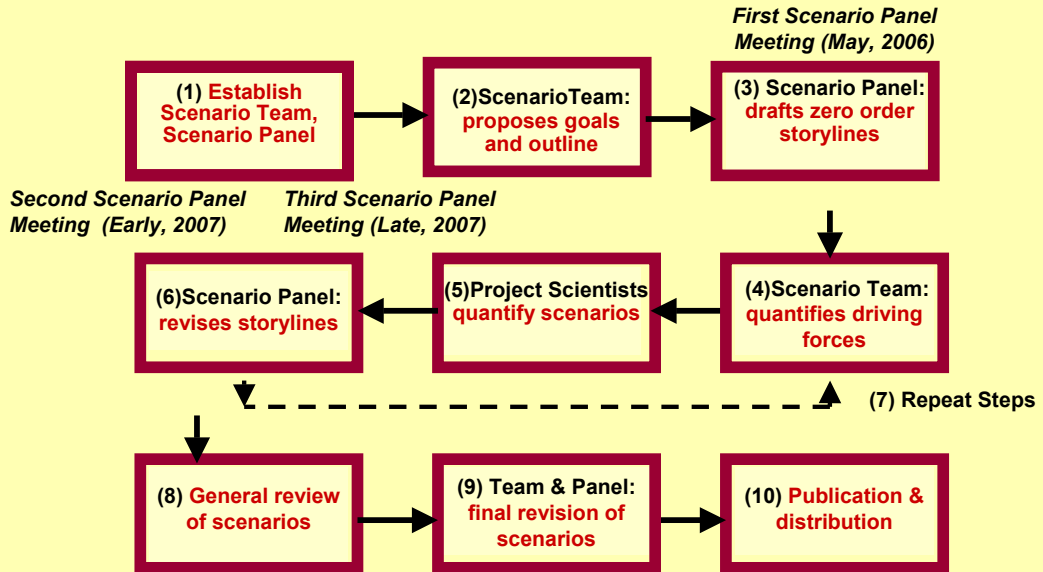 First Scenario Panel
Meeting (May, 2006)
(1) Establish
Scenario Team,
Scenario Panel
(2)ScenarioTeam:
proposes goals
and outline
(3) Scenario Panel:
drafts zero order
storylines
Second Scenario Panel
Meeting (Early, 2007)
Third Scenario Panel
Meeting (Late, 2007)
(6)Scenario Panel:
revises storylines
(5)Project Scientists
quantify scenarios
(4)Scenario Team:
quantifies driving
forces
(7) Repeat Steps
(8) General review
of scenarios
(9) Team & Panel:
final revision of
scenarios
(10) Publication &
distribution